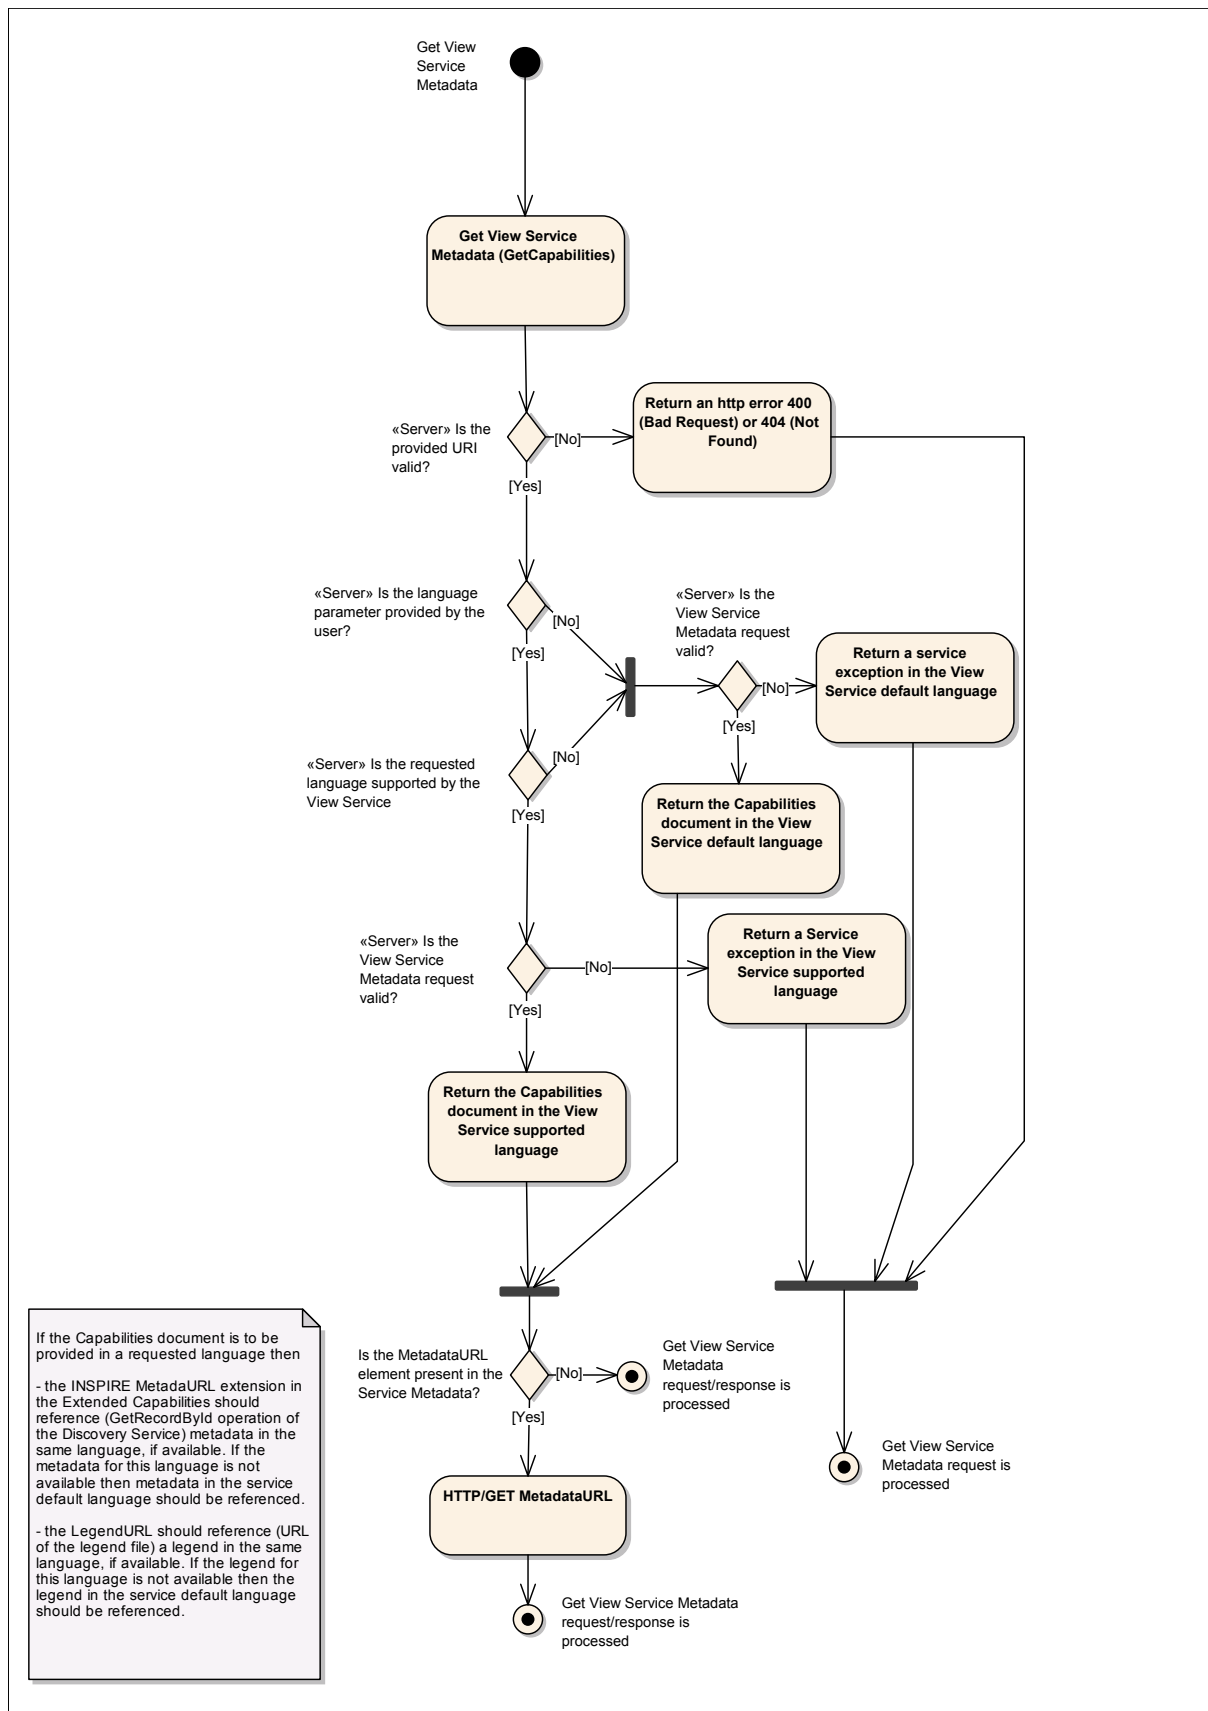 Get View
Service
Metadata
Get View Service
Metadata (GetCapabilities)
«Server» Is the
provided URI
valid?
[No]
[Yes]
Return an http error 400
(Bad Request) or 404 (Not
Found)
«Server» Is the language
parameter provided by the
user?
[No]
[Yes]
«Server» Is the
View Service
Metadata request
valid?
[No]
[Yes]
Return a service
exception in the View
Service default language
«Server» Is the requested
language supported by the
View Service
[No]
[Yes]
Return the Capabilities
document in the View
Service default language
«Server» Is the
View Service
Metadata request
valid?
[No]
[Yes]
Return a Service
exception in the View
Service supported
language
Return the Capabilities
document in the View
Service supported
language
Is the MetadataURL
element present in the
Service Metadata?
[No]
[Yes]
Get View Service
Metadata
request/response is
processed
Get View Service
Metadata request is
processed
HTTP/GET MetadataURL
Get View Service Metadata
request/response is
processed
If the Capabilities document is to be
provided in a requested language then
- the INSPIRE MetadaURL extension in
the Extended Capabilities should
reference (GetRecordById operation of
the Discovery Service) metadata in the
same language, if available. If the
metadata for this language is not
available then metadata in the service
default language should be referenced.
- the LegendURL should reference (URL
of the legend file) a legend in the same
language, if available. If the legend for
this language is not available then the
legend in the service default language
should be referenced.